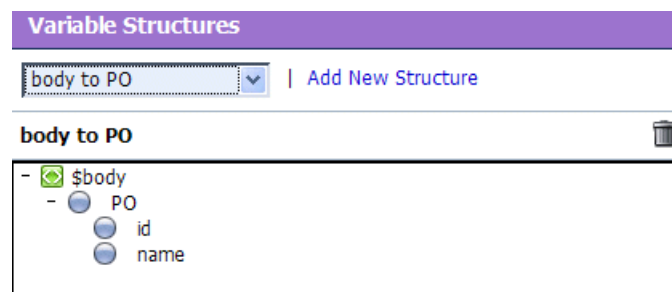 Variable Structures
body to PO | Add New Structure
body to PO
- $body
- PO
id
name